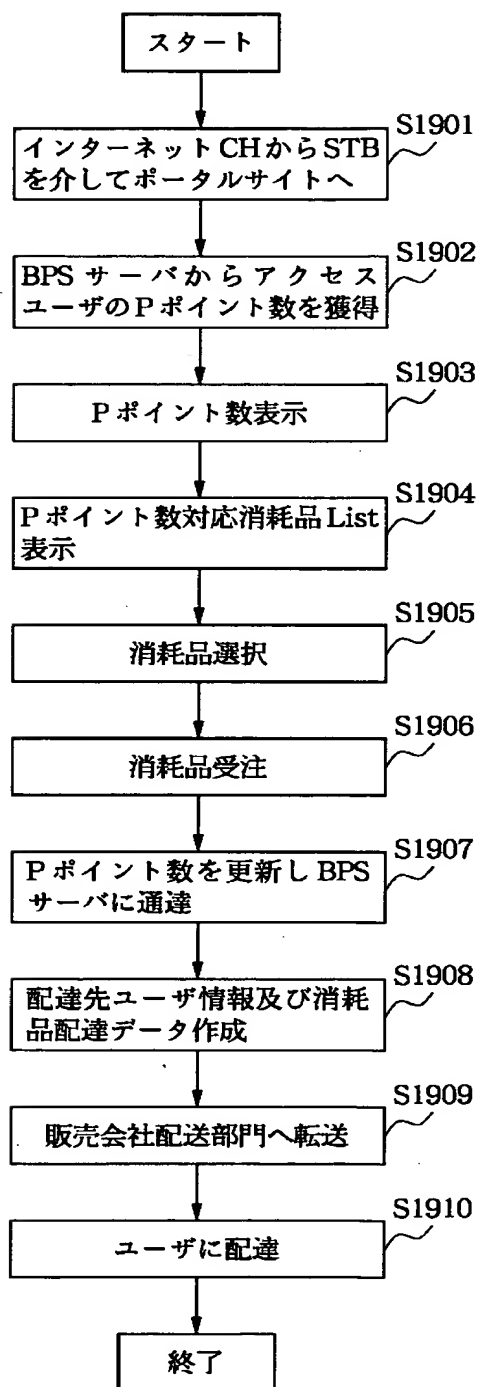 スタート
S1901
インターネットCHからSTB
を介してポータルサイトへ
S1902
BPSサーバからアクセス
ユーザのPポイント数を獲得
S1903
Pポイント数表示
S1904
Pポイント数対応消耗品List
表示
S1905
消耗品選択
S1906
消耗品受注
S1907
Pポイント数を更新しBPS
サーバに通達
S1908
配達先ユーザ情報及び消耗
品配達データ作成
S1909
販売会社配送部門へ転送
S1910
ユーザに配達
終了